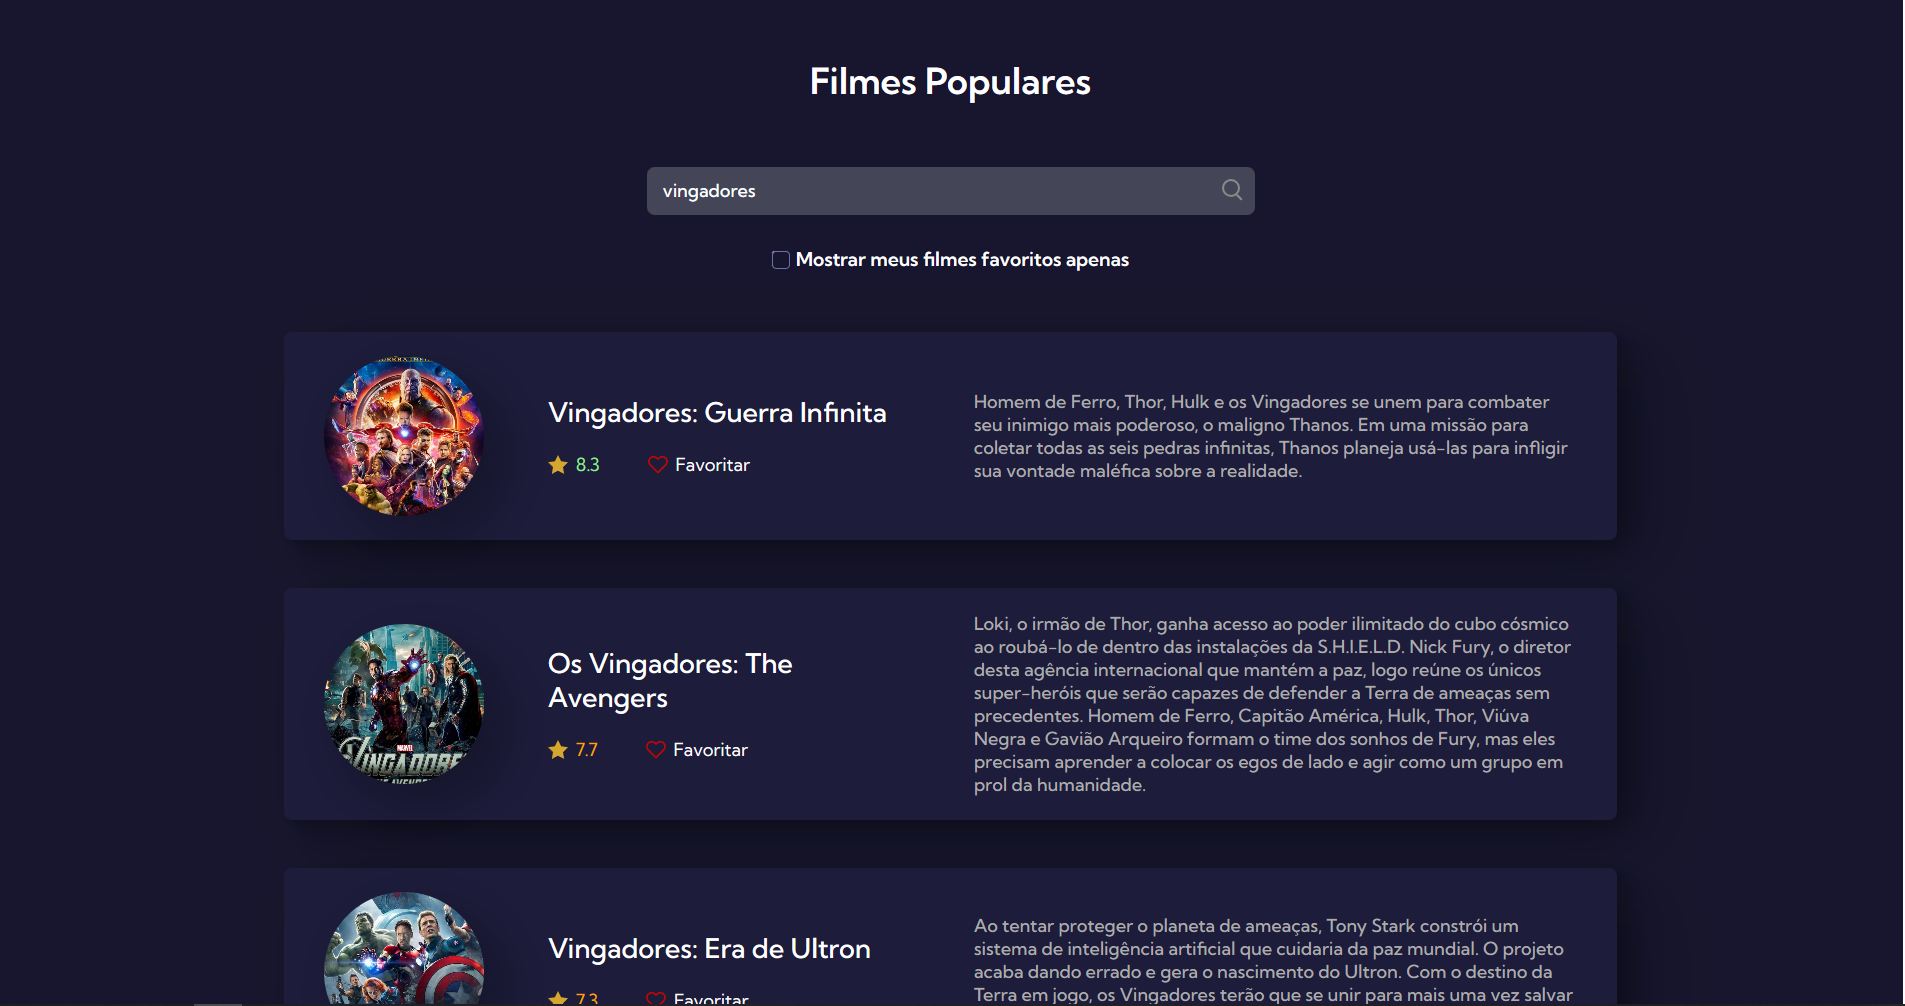 Filmes Populares
vingadores
Mostrar meus filmes favoritos apenas
Vingadores: Guerra Infinita
8.3
Favoritar
Homem de Ferro, Thor, Hulk e os Vingadores se unem para combater
seu inimigo mais poderoso, o maligno Thanos. Em uma missão para
coletar todas as seis pedras infinitas, Thanos planeja usá-las para infligir
sua vontade maléfica sobre a realidade.
Os Vingadores: The
Avengers
7.7
Favoritar
MARVEL
VINGADORES
Loki, o irmão de Thor, ganha acesso ao poder ilimitado do cubo cósmico
ao roubá-lo de dentro das instalações da S.H.I.E.L.D. Nick Fury, o diretor
desta agência internacional que mantém a paz, logo reúne os únicos
super-heróis que serão capazes de defender a Terra de ameaças sem
precedentes. Homem de Ferro, Capitão América, Hulk, Thor, Viúva
Negra e Gavião Arqueiro formam o time dos sonhos de Fury, mas eles
precisam aprender a colocar os egos de lado e agir como um grupo em
prol da humanidade.
Vingadores: Era de Ultron
7.3
Favoritar
Ao tentar proteger o planeta de ameaças, Tony Stark constrói um
sistema de inteligência artificial que cuidaria da paz mundial. O projeto
acaba dando errado e gera o nascimento do Ultron. Com o destino da
Terra em jogo, os Vingadores terão que se unir para mais uma vez salvar